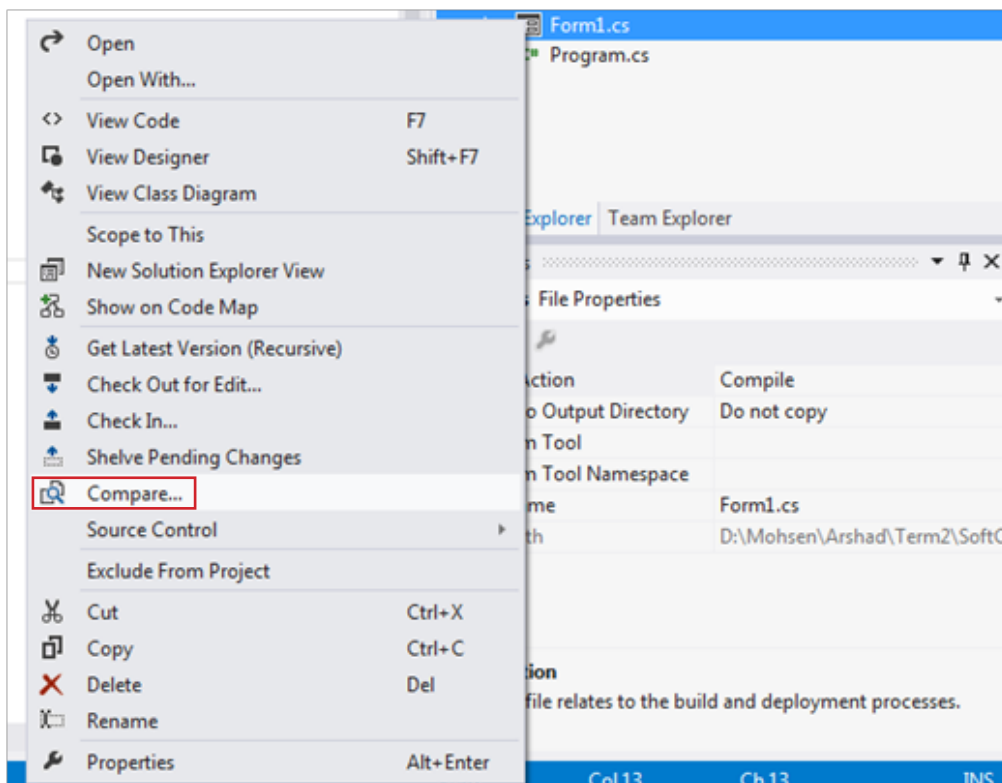 Open
Open With...
View Code F7
View Designer Shift+F7
View Class Diagram
Scope to This
New Solution Explorer View
Show on Code Map
Get Latest Version (Recursive)
Check Out for Edit...
Check In...
Shelve Pending Changes
Compare...
Source Control
Exclude From Project
Cut Ctrl+X
Copy Ctrl+C
Delete Del
Rename
Properties Alt+Enter
Form1.cs
Program.cs
Explorer Team Explorer
File Properties
Action Compile
o Output Directory Do not copy
m Tool
m Tool Namespace
me Form1.cs
th D:\Mohsen\Arshad\Term2\SoftC
tion
file relates to the build and deployment processes.
Col 13 Ch 13 INS